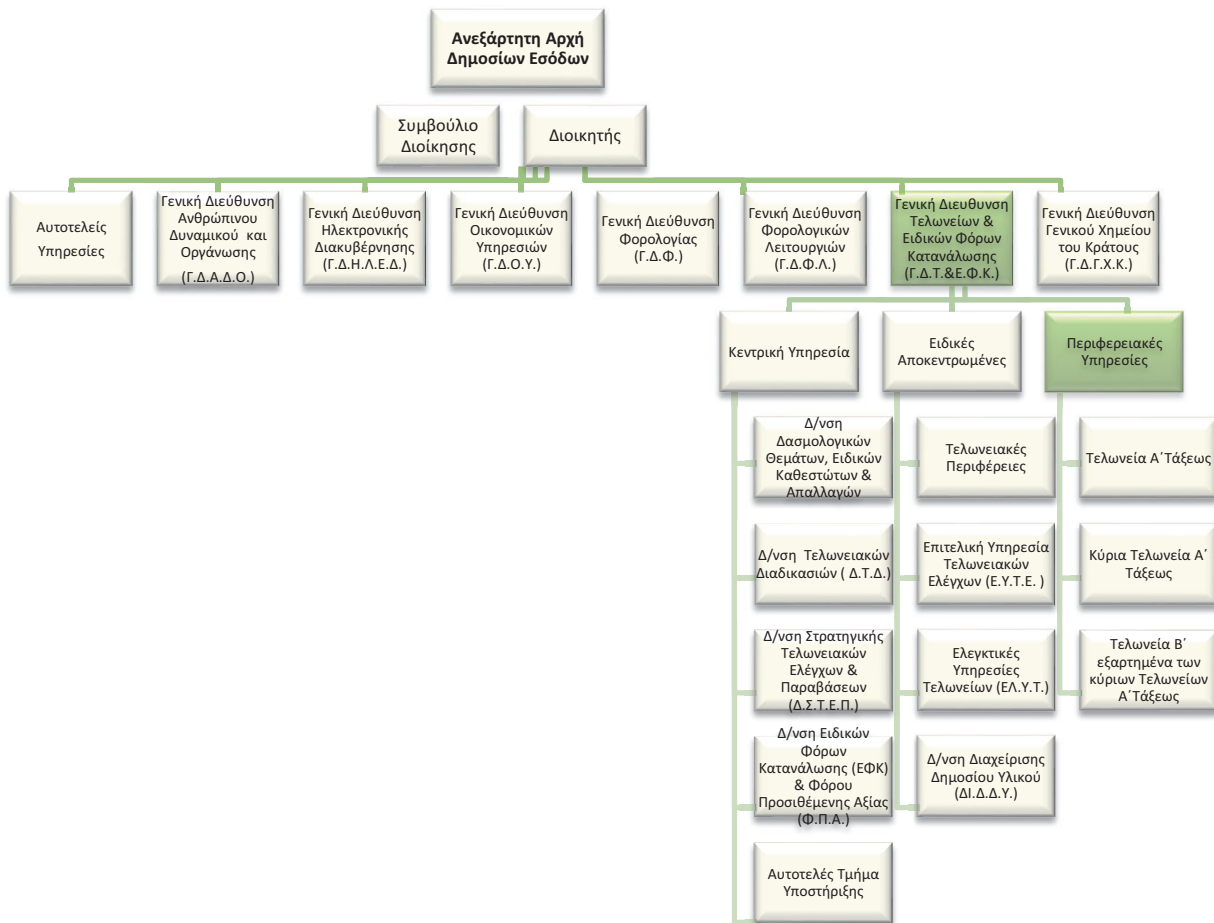 Ανεξάρτητη Αρχή
Δημοσίων Εσόδων
Συμβούλιο
Διοίκησης
Διοικητής
Αυτοτελείς
Υπηρεσίες
Γενική Διεύθυνση
Ανθρώπινου
Δυναμικού και
Οργάνωσης
(Γ.Δ.Α.Δ.Ο.)
Γενική Διεύθυνση
Ηλεκτρονικής
Διακυβέρνησης
(Γ.Δ.Η.Λ.Ε.Δ.)
Γενική Διεύθυνση
Οικονομικών
Υπηρεσιών
(Γ.Δ.Ο.Υ.)
Γενική Διεύθυνση
Φορολογίας
(Γ.Δ.Φ.)
Γενική Διεύθυνση
Φορολογικών
Λειτουργιών
(Γ.Δ.Φ.Λ.)
Γενική Διευθυνση
Τελωνείων &
Ειδικών Φόρων
Κατανάλωσης
(Γ.Δ.Τ.&Ε.Φ.Κ.)
Γενική Διεύθυνση
Γενικού Χημείου
του Κράτους
(Γ.Δ.Γ.Χ.Κ.)
Κεντρική Υπηρεσία
Ειδικές
Αποκεντρωμένες
Περιφερειακές
Υπηρεσίες
Δ/νση
Δασμολογικών
Θεμάτων, Ειδικών
Καθεστώτων &
Απαλλαγών
Τελωνειακές
Περιφέρειες
Τελωνεία Α΄Τάξεως
Δ/νση Τελωνειακών
Διαδικασιών ( Δ.Τ.Δ.)
Επιτελική Υπηρεσία
Τελωνειακών
Ελέγχων (Ε.Υ.Τ.Ε. )
Κύρια Τελωνεία Α΄
Τάξεως
Δ/νση Στρατηγικής
Τελωνειακών
Ελέγχων &
Παραβάσεων
(Δ.Σ.Τ.Ε.Π.)
Ελεγκτικές
Υπηρεσίες
Τελωνείων (ΕΛ.Υ.Τ.)
Τελωνεία Β΄
εξαρτημένα των
κύριων Τελωνείων
Α΄Τάξεως
Δ/νση Ειδικών
Φόρων
Κατανάλωσης (ΕΦΚ)
& Φόρου
Προσιθέμενης Αξίας
(Φ.Π.Α.)
Δ/νση Διαχείρισης
Δημοσίου Υλικού
(ΔΙ.Δ.Δ.Υ.)
Αυτοτελές Τμήμα
Υποστήριξης